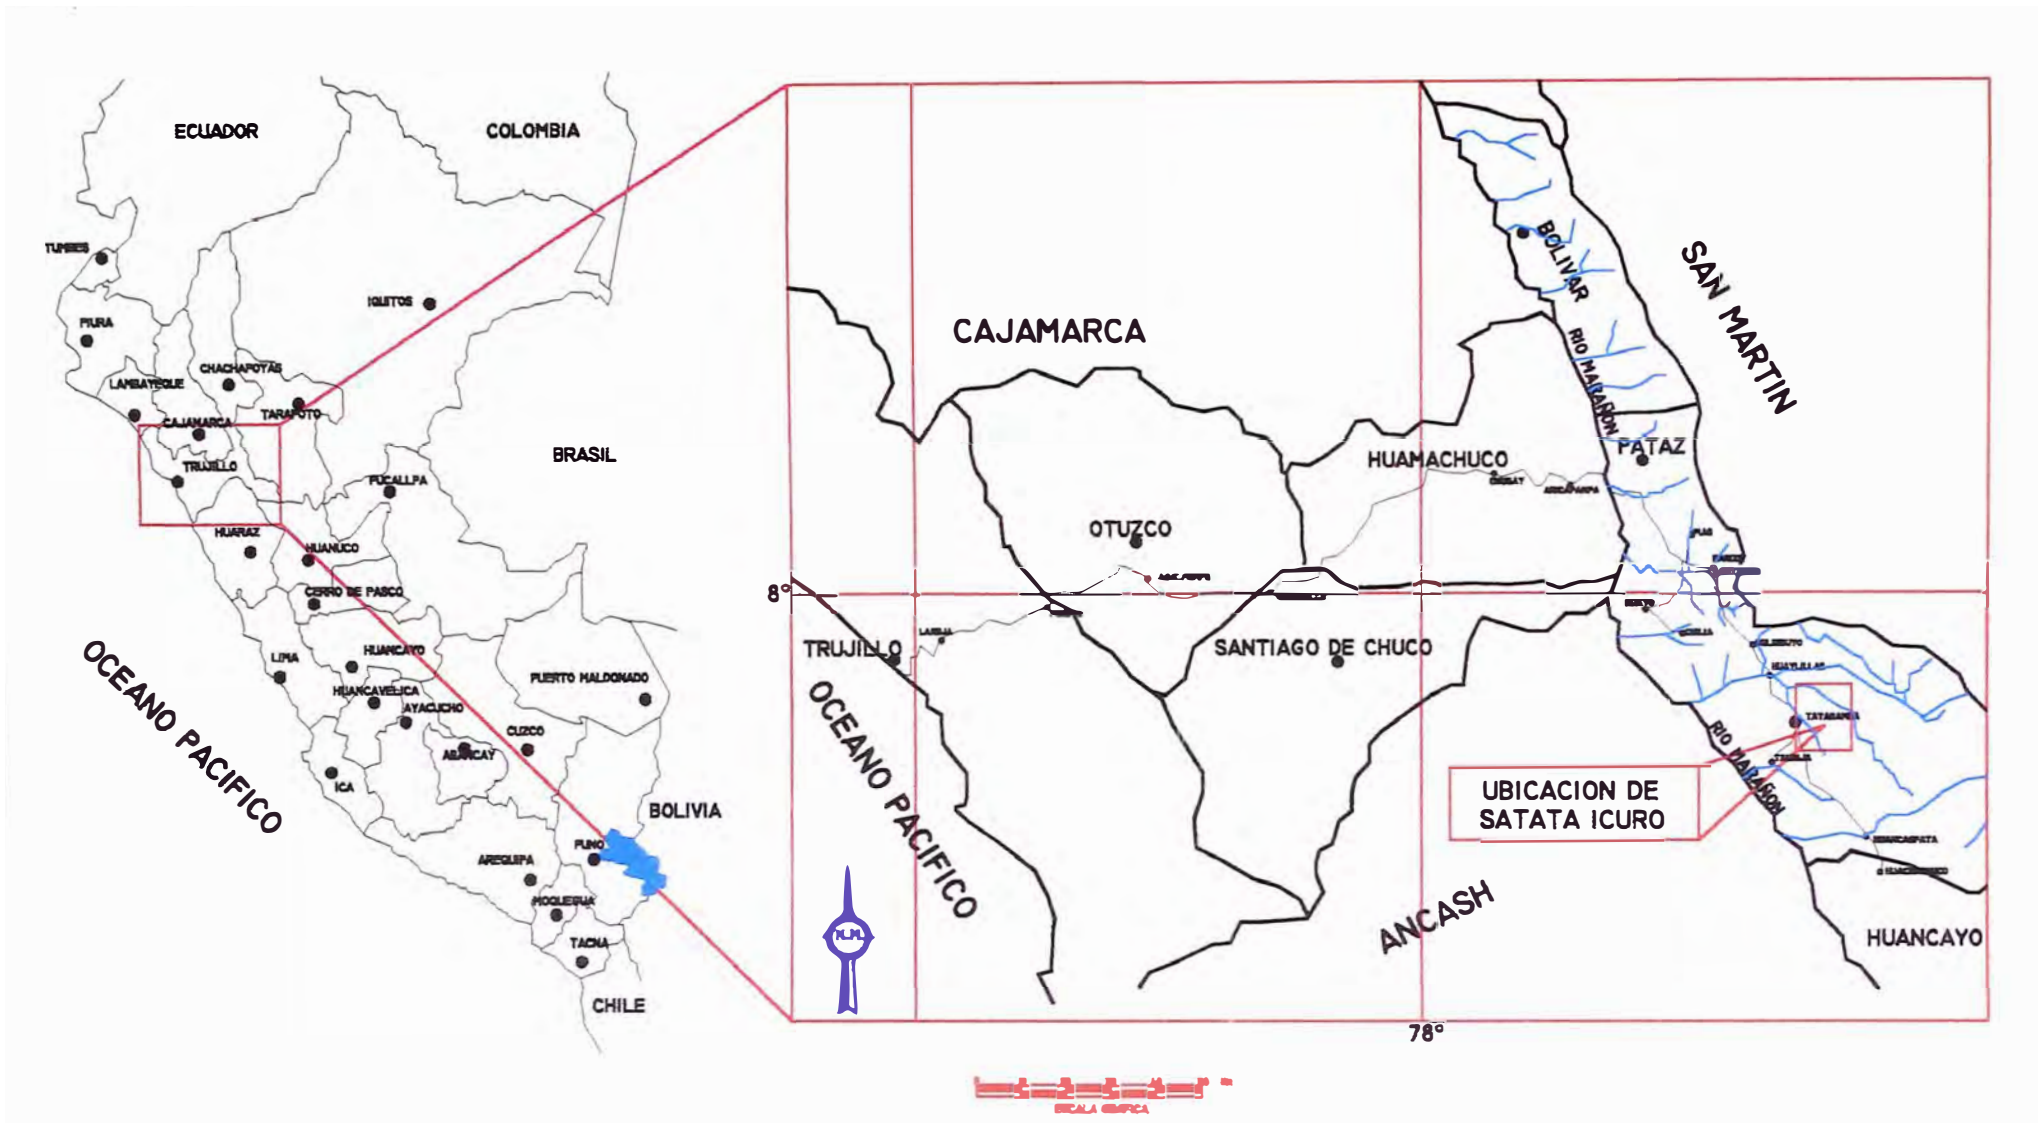 ECUADOR
COLOMBIA
TUMBES
IQUITOS
PIURA
CHACHAPOYAS
LAMBAYEQUE
TARAPOTO
CAJAMARCA
BRASIL
TRUJILLO
PUCALLPA
HUARAZ
HUANUCO
CERRO DE PASCO
OCEANO PACIFICO
LIMA
HUANCAYO
PUERTO MALDONADO
HUANCAVELICA
AYACUCHO
CUZCO
ABANCAY
ICA
BOLIVIA
PUNO
AREQUIPA
MOQUEGUA
TACNA
CHILE
CAJAMARCA
BOLIVAR
SAN MARTIN
RIO MARAÑON
HUAMACHUCO
PATAZ
OTUZCO
8°
TRUJILLO
SANTIAGO DE CHUCO
OCEANO PACIFICO
RIO MARAÑON
UBICACION DE
SATATA ICURO
ANCASH
HUANCAYO
N.M.
78°
ESCALA GRAFICA